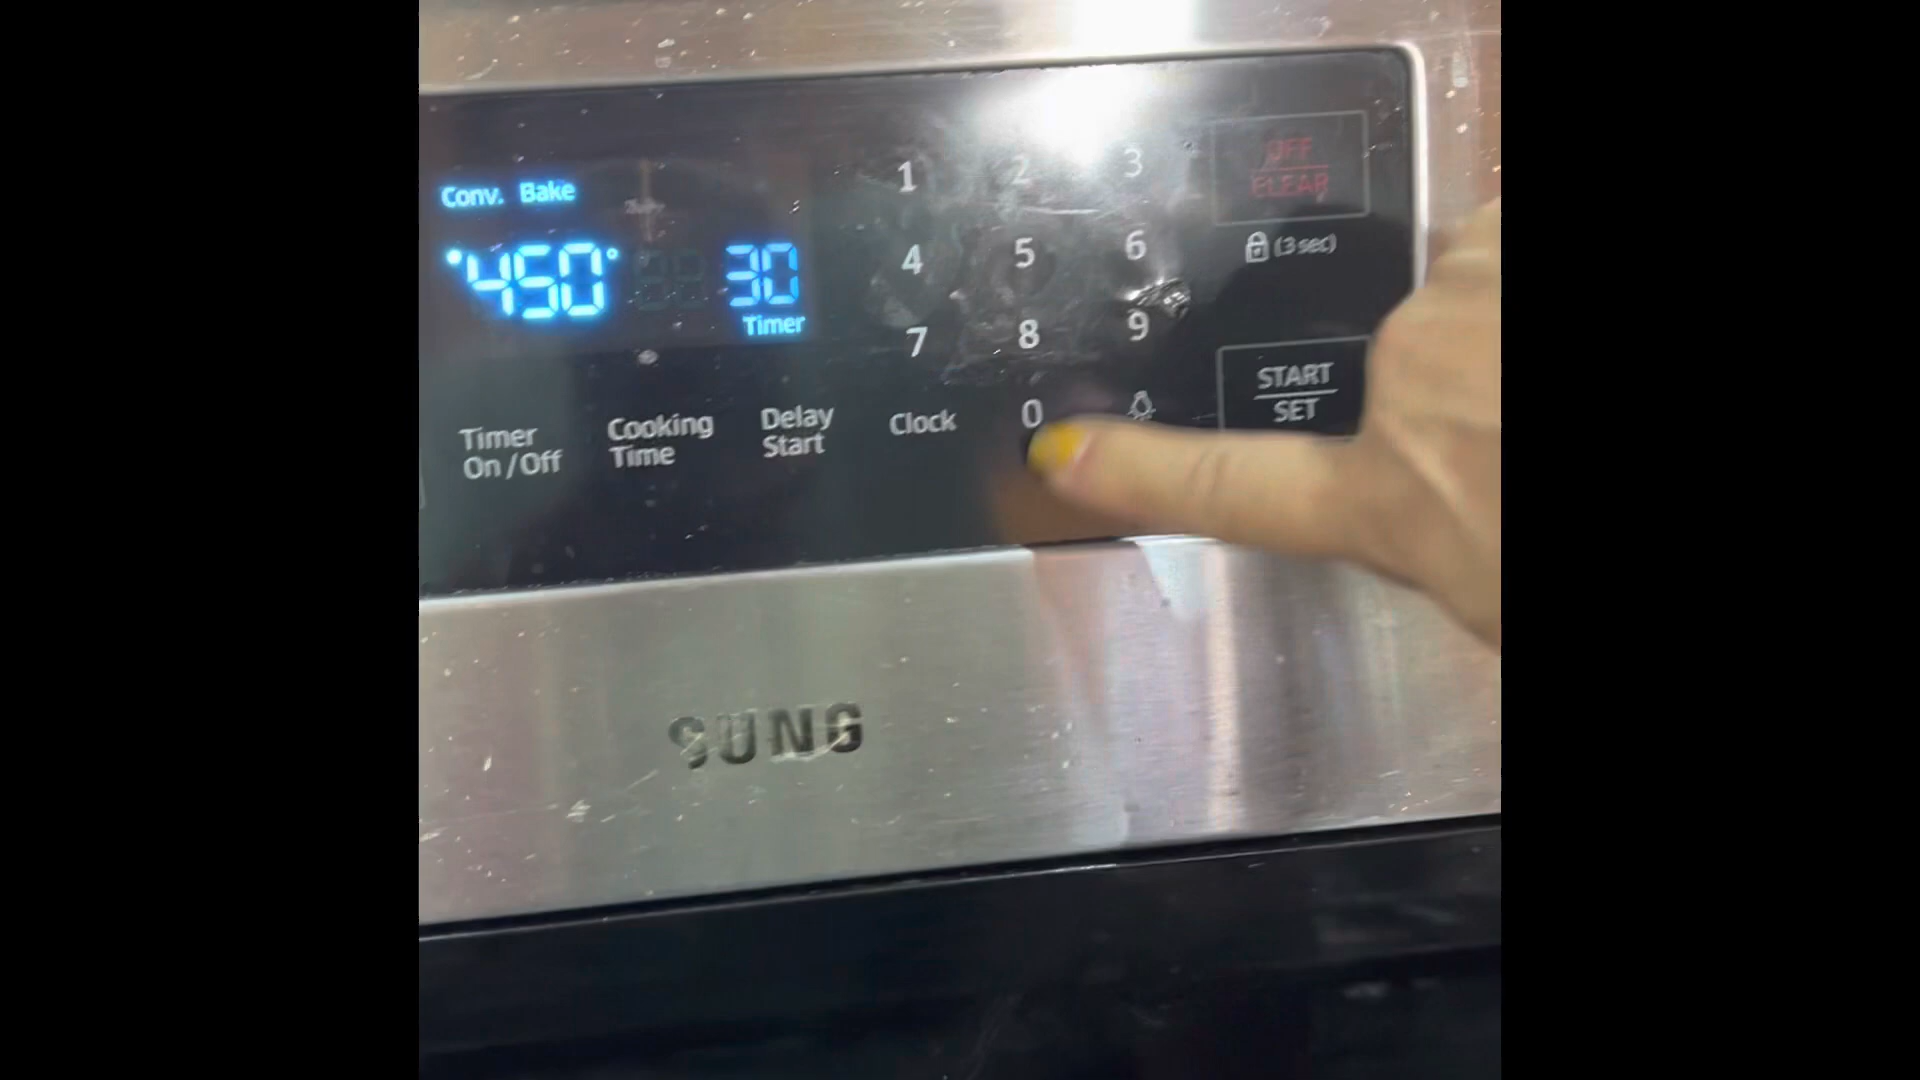 Conv. Bake
450° 30
Timer
1 2 3
4 5 6
7 8 9
0
OFF
CLEAR
(3 sec)
START
SET
Timer
On / Off
Cooking
Time
Delay
Start
Clock
SUNG